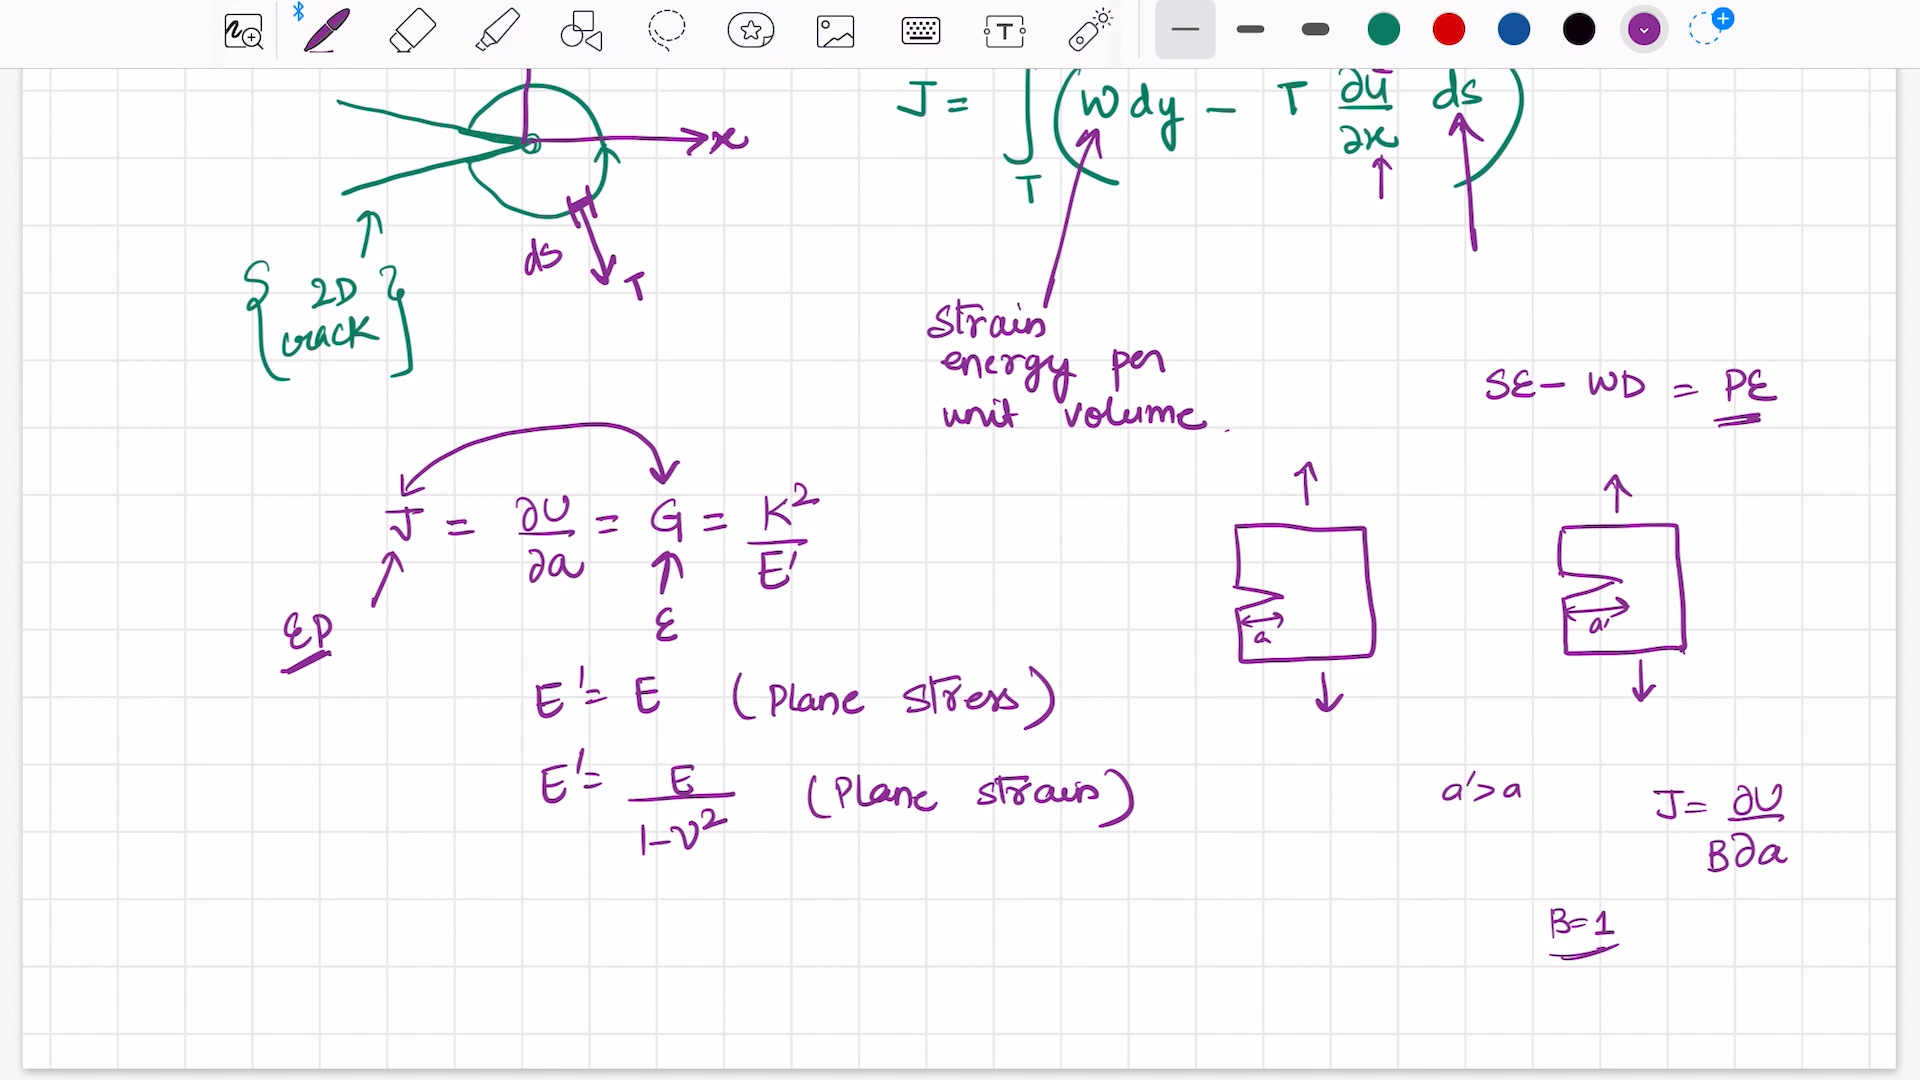 J = ∫ ( W dy – T ∂u/∂x ds )
T
x
ds
T
{ 2D }
crack
Strain
energy per
unit volume.
SE – WD = PE
J = ∂U/∂a = G = K²/E'
EP
E
E' = E (Plane stress)
E' = E/1-ν² (Plane strain)
a
a'
a' > a
J = ∂U/B∂a
B=1